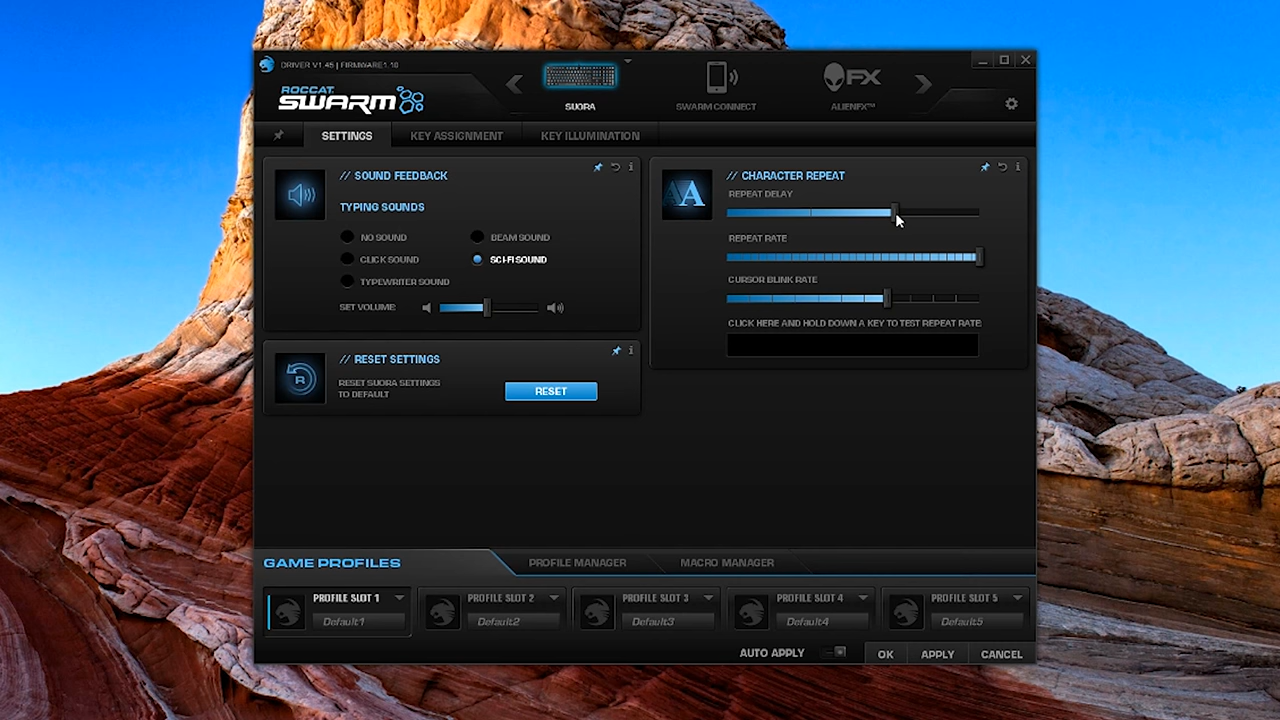 DRIVER V1.45 | FIRMWARE1.10
ROCCAT
SWARM
SUORA
SWARM CONNECT
FX
ALIENFX™
SETTINGS
KEY ASSIGNMENT
KEY ILLUMINATION
// SOUND FEEDBACK
TYPING SOUNDS
NO SOUND
BEAM SOUND
CLICK SOUND
SCI-FI SOUND
TYPEWRITER SOUND
SET VOLUME
// RESET SETTINGS
R
RESET SUORA SETTINGS
TO DEFAULT
RESET
// CHARACTER REPEAT
A
REPEAT DELAY
REPEAT RATE
CURSOR BLINK RATE
CLICK HERE AND HOLD DOWN A KEY TO TEST REPEAT RATE
GAME PROFILES
PROFILE MANAGER
MACRO MANAGER
PROFILE SLOT 1
Default1
PROFILE SLOT 2
Default2
PROFILE SLOT 3
Default3
PROFILE SLOT 4
Default4
PROFILE SLOT 5
Default5
AUTO APPLY
OK
APPLY
CANCEL